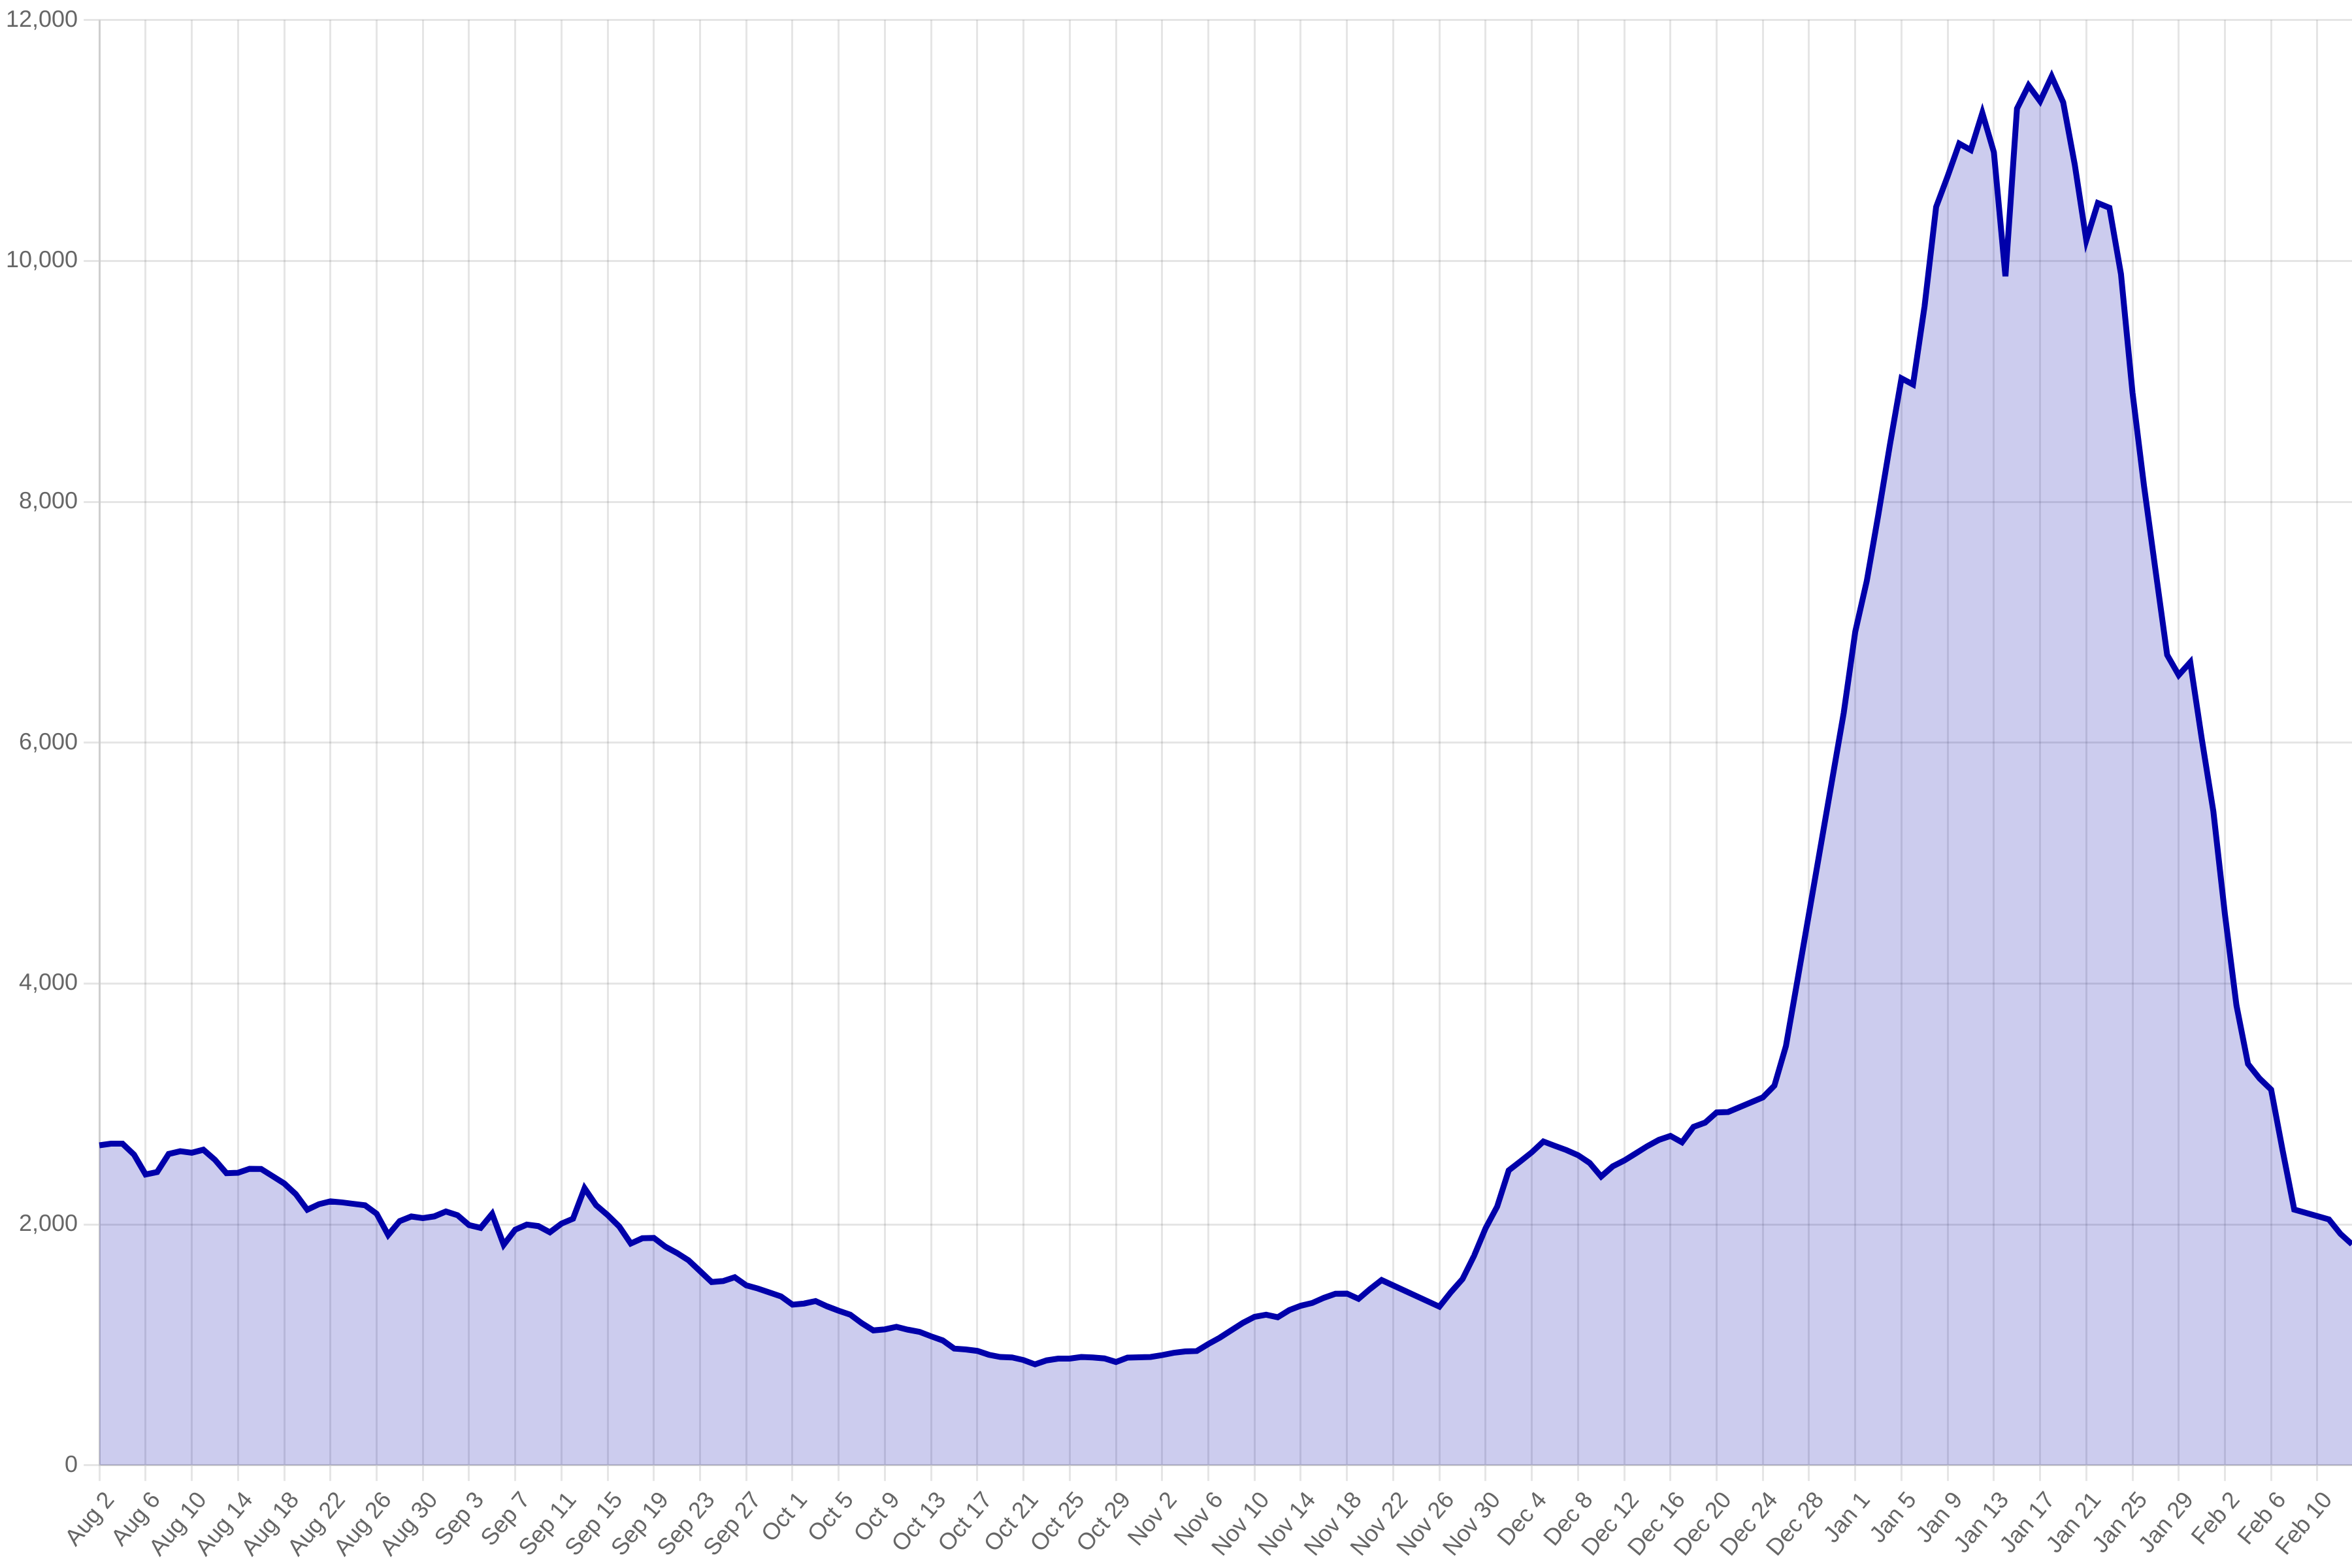 12,000
10,000
8,000
6,000
4,000
2,000
0
Aug 2
Aug 6
Aug 10
Aug 14
Aug 18
Aug 22
Aug 26
Aug 30
Sep 3
Sep 7
Sep 11
Sep 15
Sep 19
Sep 23
Sep 27
Oct 1
Oct 5
Oct 9
Oct 13
Oct 17
Oct 21
Oct 25
Oct 29
Nov 2
Nov 6
Nov 10
Nov 14
Nov 18
Nov 22
Nov 26
Nov 30
Dec 4
Dec 8
Dec 12
Dec 16
Dec 20
Dec 24
Dec 28
Jan 1
Jan 5
Jan 9
Jan 13
Jan 17
Jan 21
Jan 25
Jan 29
Feb 2
Feb 6
Feb 10